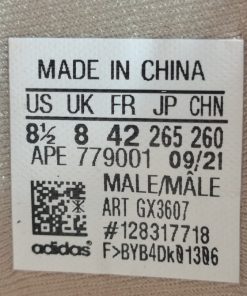 MADE IN CHINA
US UK FR JP CHN
8½ 8 42 265 260
APE 779001 09/21
MALE/MÂLE
ART GX3607
#128317718
adidas F>BYB4Dk01306